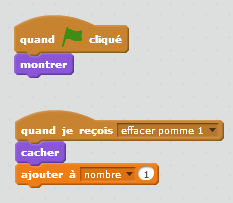 quand cliqué
montrer
quand je reçois effacer pomme 1
cacher
ajouter à nombre 1